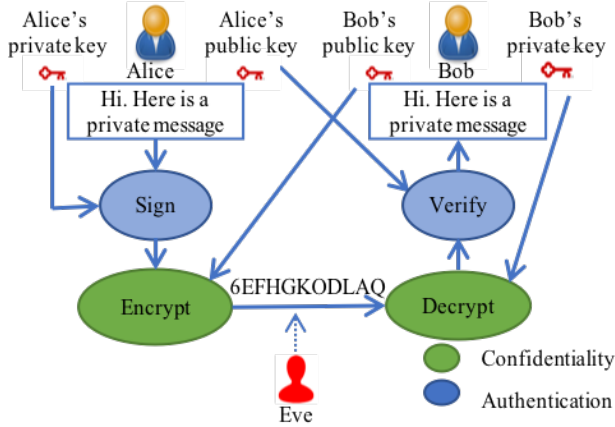 Alice's
private key
Alice's
public key
Bob's
public key
Bob's
private key
Alice
Bob
Hi. Here is a
private message
Hi. Here is a
private message
Sign
Verify
Encrypt
6EFHGKODLAQ
Decrypt
Eve
Confidentiality
Authentication